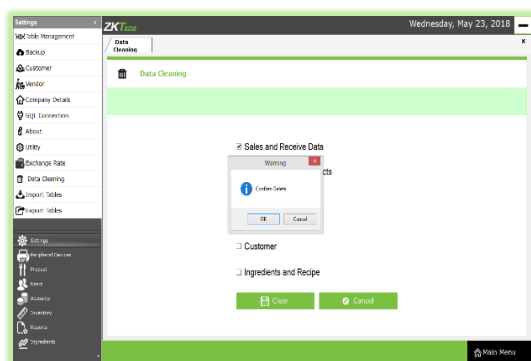 Settings
Table Management
Backup
Customer
Vendor
Company Details
SQL Connection
About
Utility
Exchange Rate
Data Cleaning
Import Tables
Export Tables
Settings
Peripheral Devices
Product
Users
Accounts
Inventory
Reports
Ingredients
ZKTeco
Wednesday, May 23, 2018
Data
Cleaning
x
Data Cleaning
Sales and Receive Data
cts
Warning
x
Confirm Delete
OK
Cancel
Customer
Ingredients and Recipe
Clear
Cancel
Main Menu